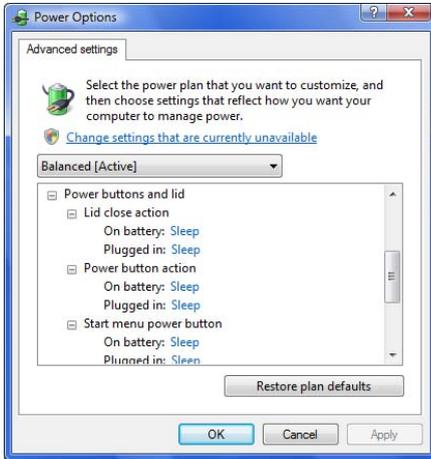 Power Options
Advanced settings
Select the power plan that you want to customize, and
then choose settings that reflect how you want your
computer to manage power.
Change settings that are currently unavailable
Balanced [Active]
Power buttons and lid
Lid close action
On battery: Sleep
Plugged in: Sleep
Power button action
On battery: Sleep
Plugged in: Sleep
Start menu power button
On battery: Sleep
Plugged in: Sleep
Restore plan defaults
OK
Cancel
Apply